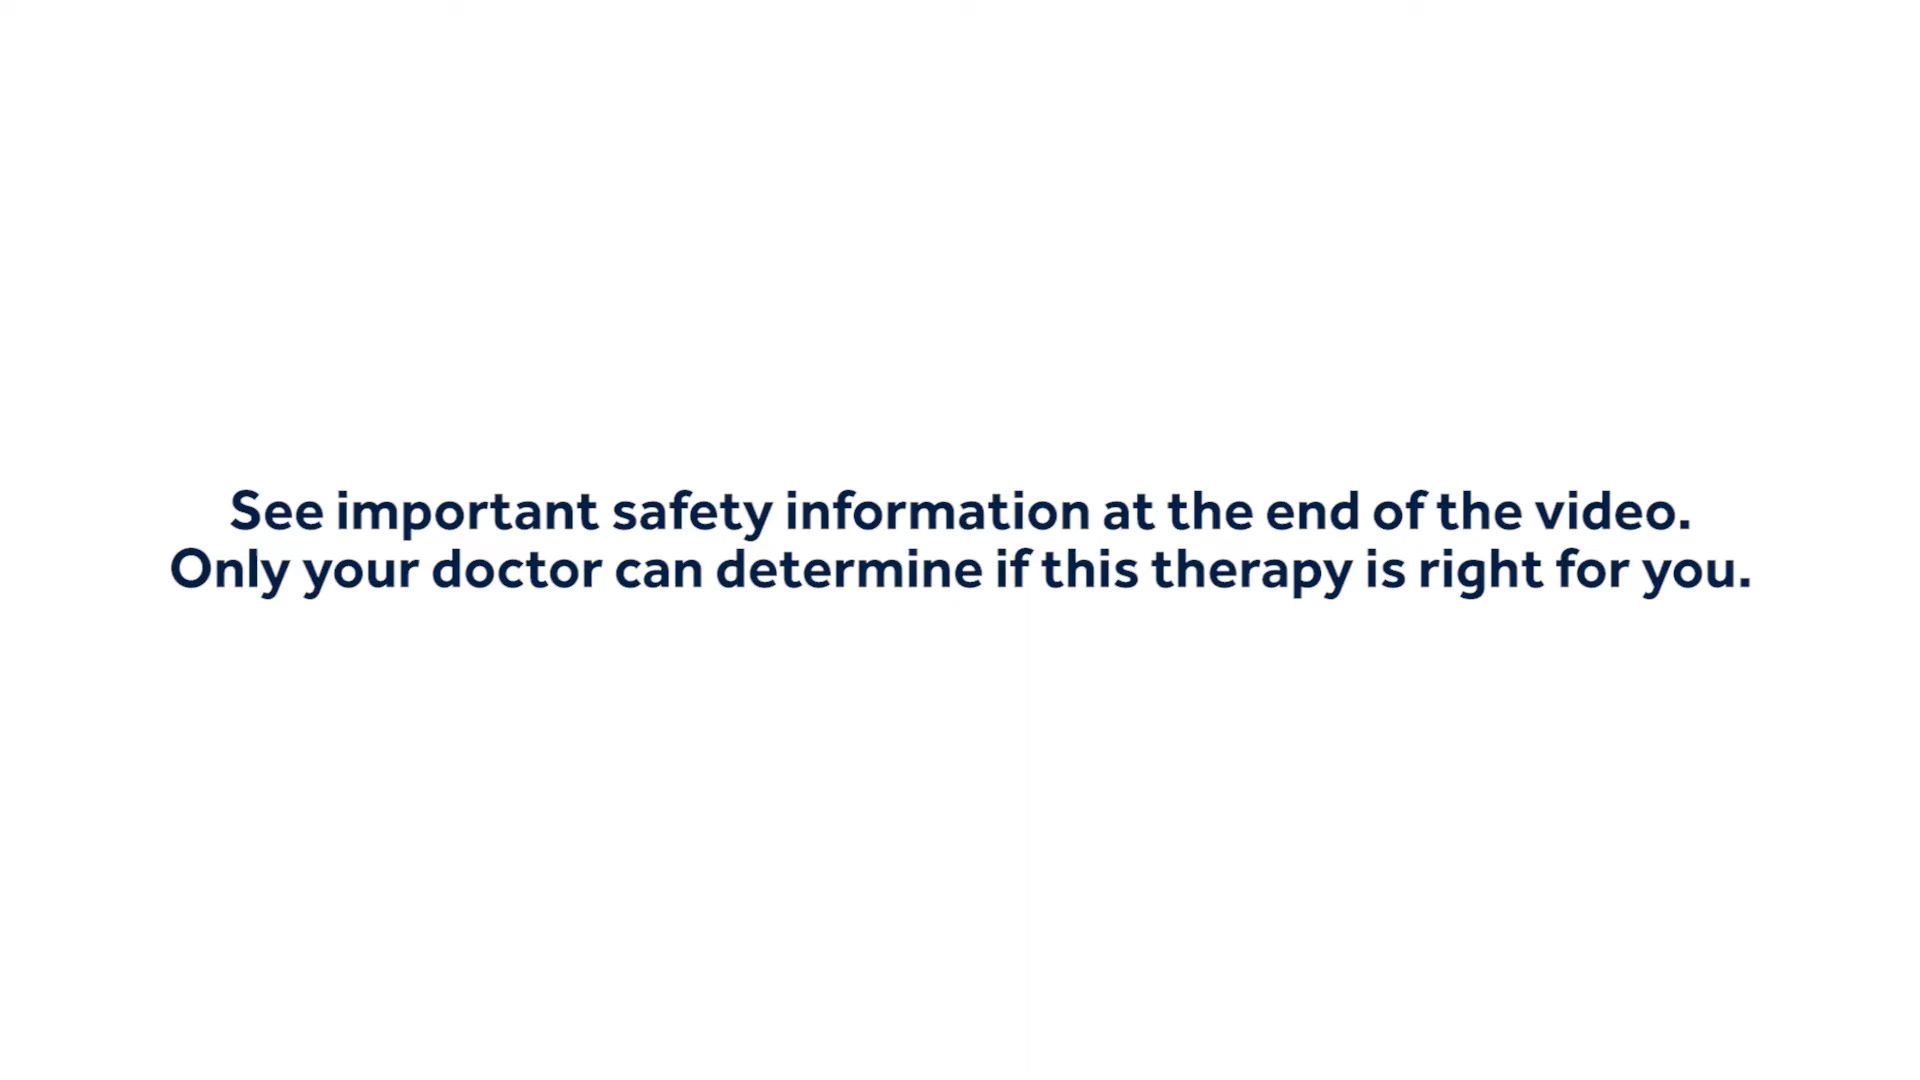 See important safety information at the end of the video.
Only your doctor can determine if this therapy is right for you.